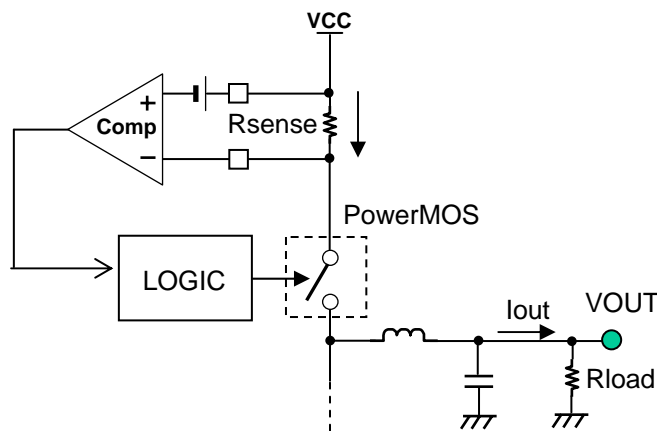 VCC
+
Comp
−
Rsense
PowerMOS
LOGIC
Iout
VOUT
Rload